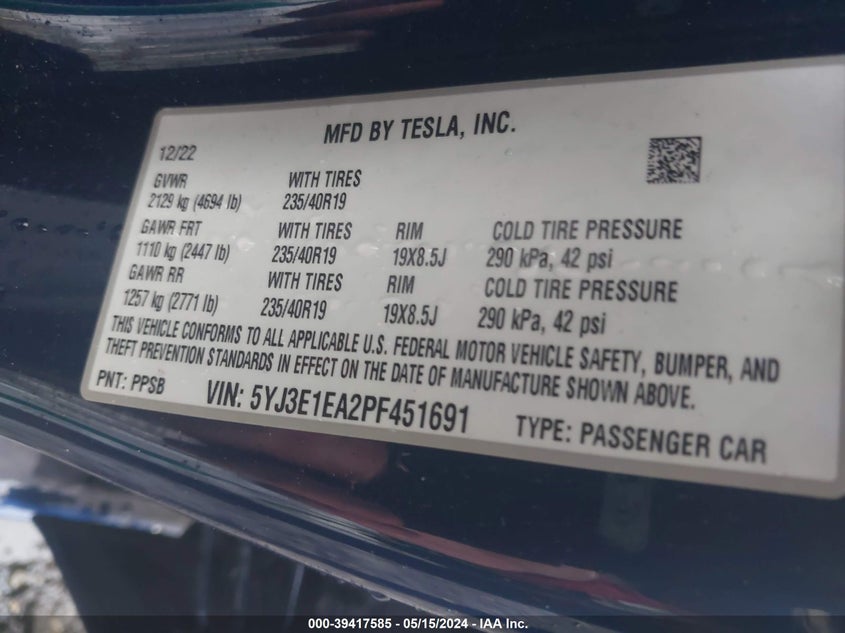 MFD BY TESLA, INC.
12/22
GVWR WITH TIRES
2129 kg (4694 lb) 235/40R19
GAWR FRT WITH TIRES RIM COLD TIRE PRESSURE
1110 kg (2447 lb) 235/40R19 19X8.5J 290 kPa, 42 psi
GAWR RR WITH TIRES RIM COLD TIRE PRESSURE
1257 kg (2771 lb) 235/40R19 19X8.5J 290 kPa, 42 psi
THIS VEHICLE CONFORMS TO ALL APPLICABLE U.S. FEDERAL MOTOR VEHICLE SAFETY, BUMPER, AND
THEFT PREVENTION STANDARDS IN EFFECT ON THE DATE OF MANUFACTURE SHOWN ABOVE.
PNT: PPSB VIN: 5YJ3E1EA2PF451691 TYPE: PASSENGER CAR
000-39417585 - 05/15/2024 - IAA Inc.